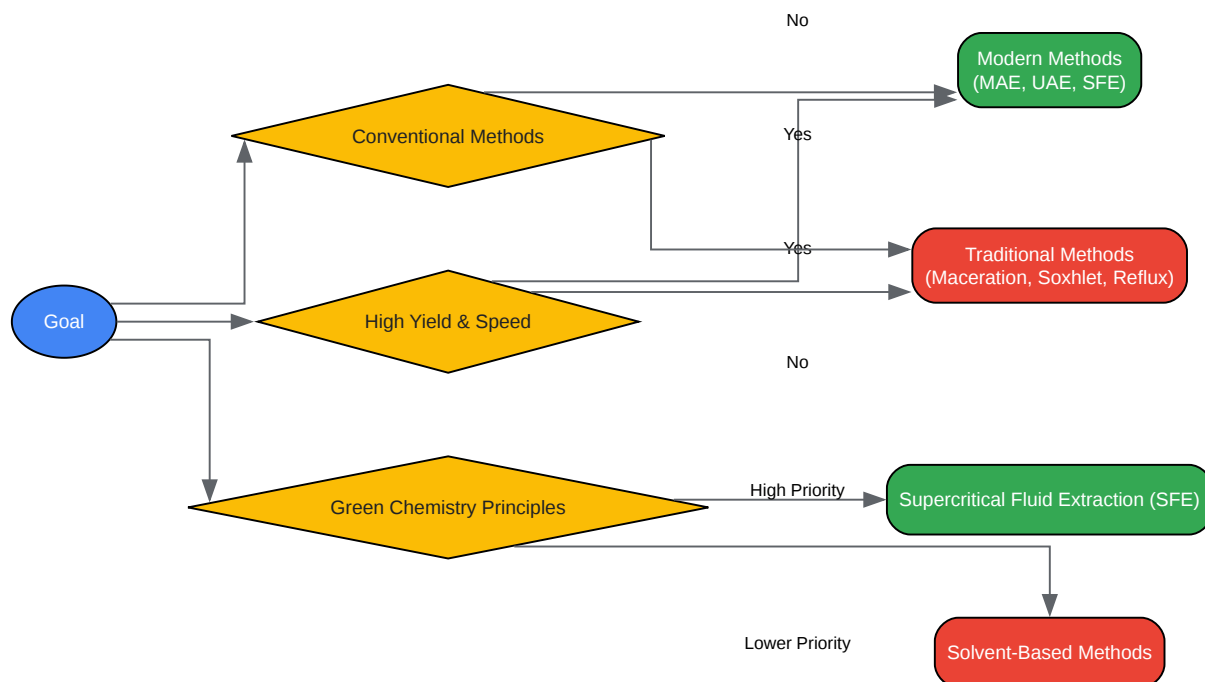 No
Modern Methods
(MAE, UAE, SFE)
Conventional Methods
Yes
Yes
Traditional Methods
(Maceration, Soxhlet, Reflux)
Goal
High Yield & Speed
No
High Priority
Supercritical Fluid Extraction (SFE)
Green Chemistry Principles
Lower Priority
Solvent-Based Methods